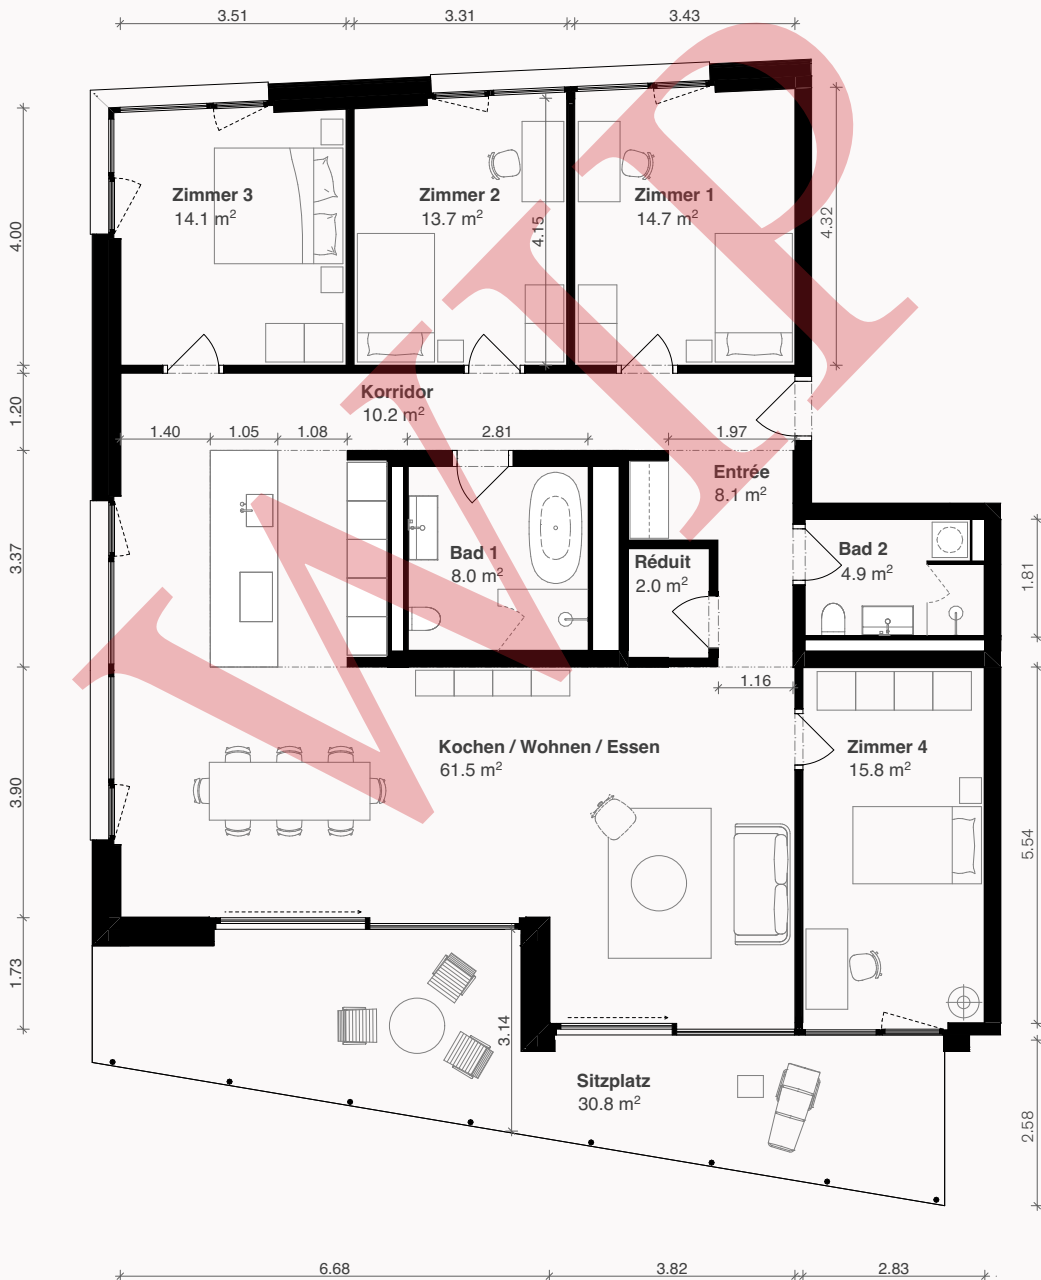 3.51
3.31
3.43
4.00
Zimmer 3
14.1 m²
Zimmer 2
13.7 m²
4.15
Zimmer 1
14.7 m²
4.32
1.20
Korridor
10.2 m²
1.40
1.05
1.08
2.81
1.97
Entrée
8.1 m²
3.37
Bad 1
8.0 m²
Réduit
2.0 m²
Bad 2
4.9 m²
1.81
1.16
Kochen / Wohnen / Essen
61.5 m²
Zimmer 4
15.8 m²
3.90
5.54
1.73
3.14
Sitzplatz
30.8 m²
2.58
6.68
3.82
2.83
WIP